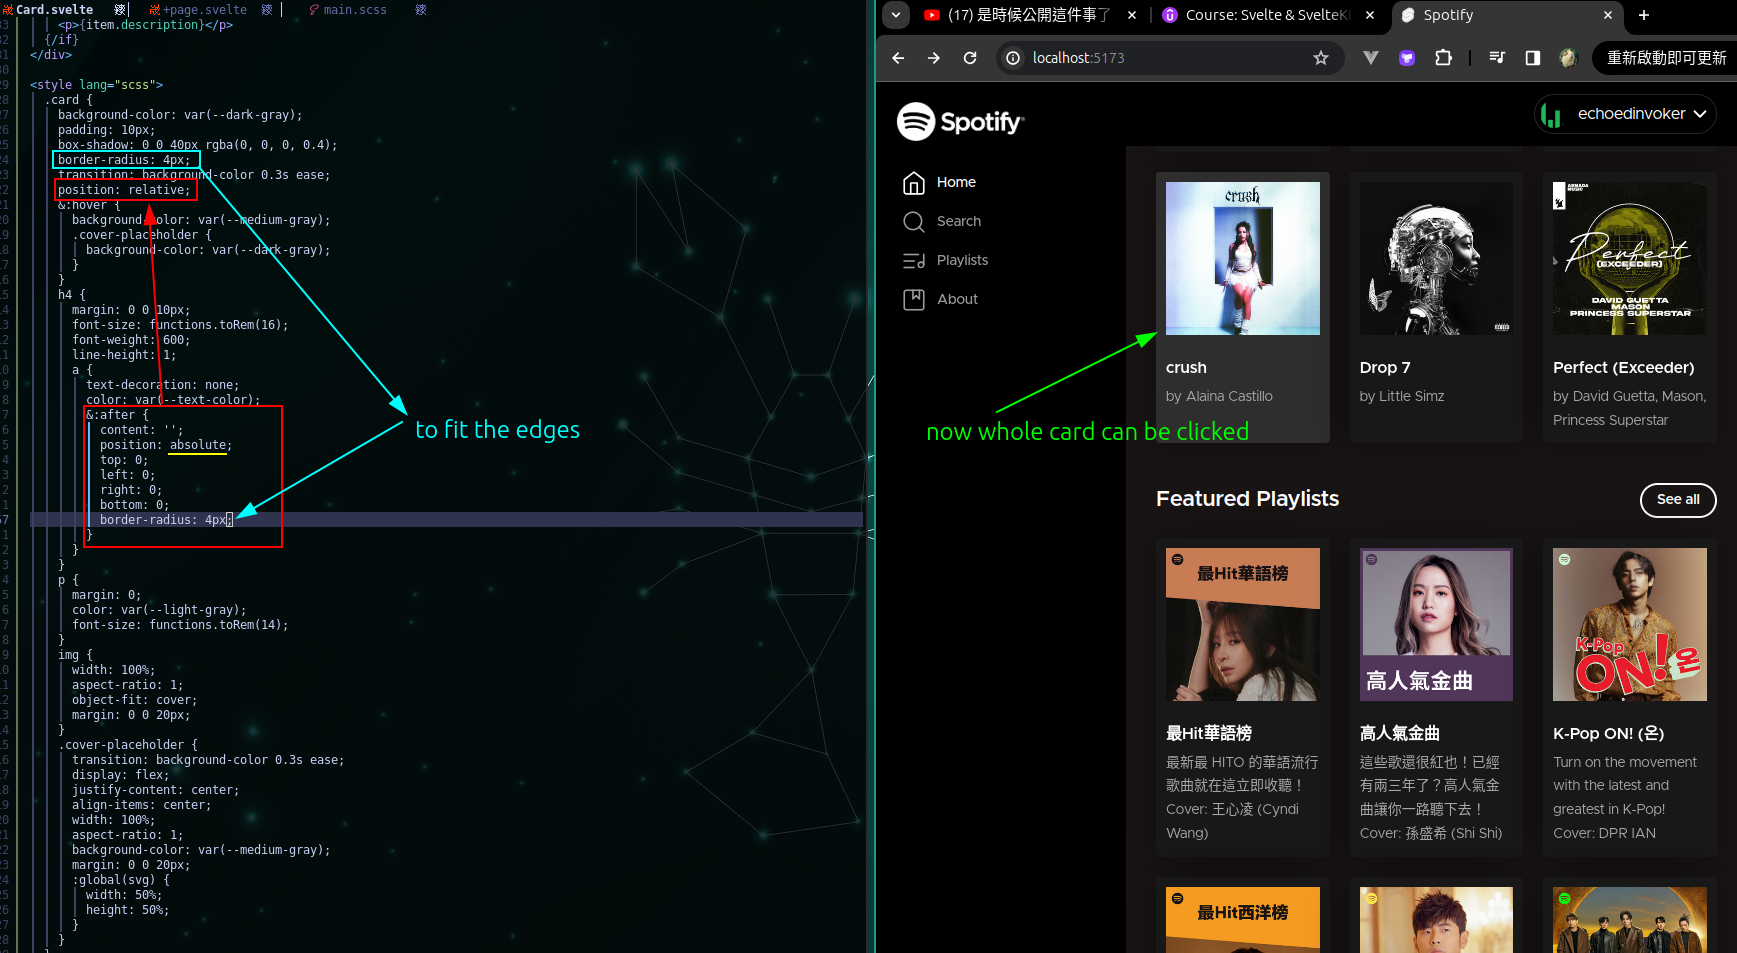 Card.svelte
+page.svelte
main.scss
<p>{item.description}</p>
{/if}
</div>
<style lang="scss">
.card {
background-color: var(--dark-gray);
padding: 10px;
box-shadow: 0 0 40px rgba(0, 0, 0, 0.4);
border-radius: 4px;
transition: background-color 0.3s ease;
position: relative;
&:hover {
background-color: var(--medium-gray);
.cover-placeholder {
background-color: var(--dark-gray);
}
}
h4 {
margin: 0 0 10px;
font-size: functions.toRem(16);
font-weight: 600;
line-height: 1;
a {
text-decoration: none;
color: var(--text-color);
&:after {
content: '';
position: absolute;
top: 0;
left: 0;
right: 0;
bottom: 0;
border-radius: 4px;
}
}
}
p {
margin: 0;
color: var(--light-gray);
font-size: functions.toRem(14);
}
img {
width: 100%;
aspect-ratio: 1;
object-fit: cover;
margin: 0 0 20px;
}
.cover-placeholder {
transition: background-color 0.3s ease;
display: flex;
justify-content: center;
align-items: center;
width: 100%;
aspect-ratio: 1;
background-color: var(--medium-gray);
margin: 0 0 20px;
:global(svg) {
width: 50%;
height: 50%;
}
}
to fit the edges
(17) 是時候公開這件事了
Course: Svelte & SvelteKi
Spotify
localhost:5173
重新啟動即可更新
Spotify
echoedinvoker
Home
Search
Playlists
About
now whole card can be clicked
crush
crush
by Alaina Castillo
Drop 7
by Little Simz
ARMADA
MUSIC
Perfect
(EXCEEDER)
DAVID GUETTA
MASON
PRINCESS SUPERSTAR
Perfect (Exceeder)
by David Guetta, Mason,
Princess Superstar
Featured Playlists
See all
最Hit華語榜
最Hit華語榜
最新最 HITO 的華語流行
歌曲就在這立即收聽！
Cover: 王心凌 (Cyndi
Wang)
高人氣金曲
高人氣金曲
這些歌還很紅也！已經
有兩三年了？高人氣金
曲讓你一路聽下去！
Cover: 孫盛希 (Shi Shi)
K-Pop
ON! 온
K-Pop ON! (온)
Turn on the movement
with the latest and
greatest in K-Pop!
Cover: DPR IAN
最Hit西洋榜